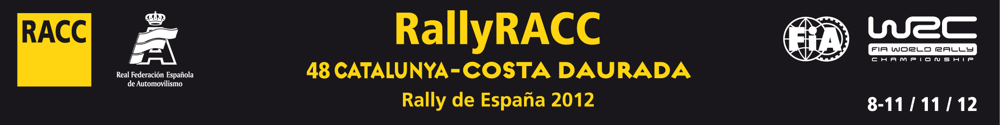 RACC
Real Federación Española
de Automovilismo
RallyRACC
48 CATALUNYA-COSTA DAURADA
Rally de España 2012
FiA
WRC
FIA WORLD RALLY
CHAMPIONSHIP
8-11 / 11 / 12